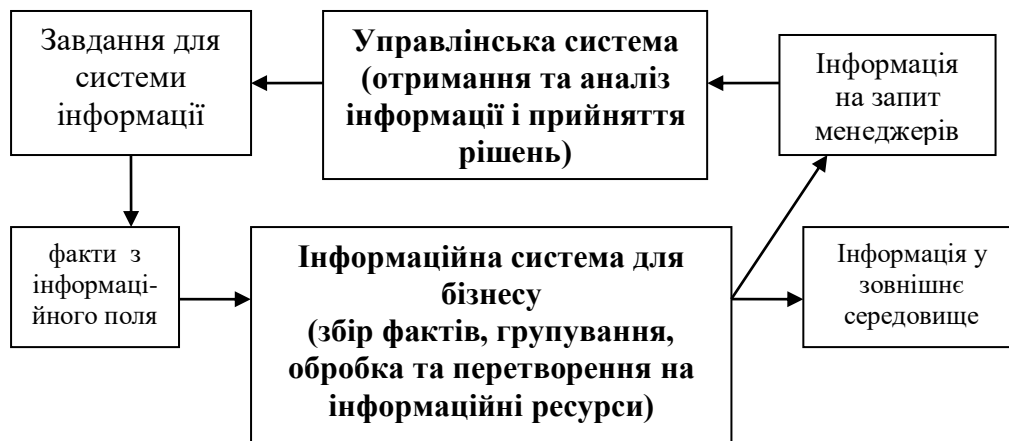 Завдання для
системи
інформації
Управлінська система
(отримання та аналіз
інформації і прийняття
рішень)
Інформація
на запит
менеджерів
факти з
інформаці-
йного поля
Інформаційна система для
бізнесу
(збір фактів, групування,
обробка та перетворення на
інформаційні ресурси)
Інформація у
зовнішнє
середовище